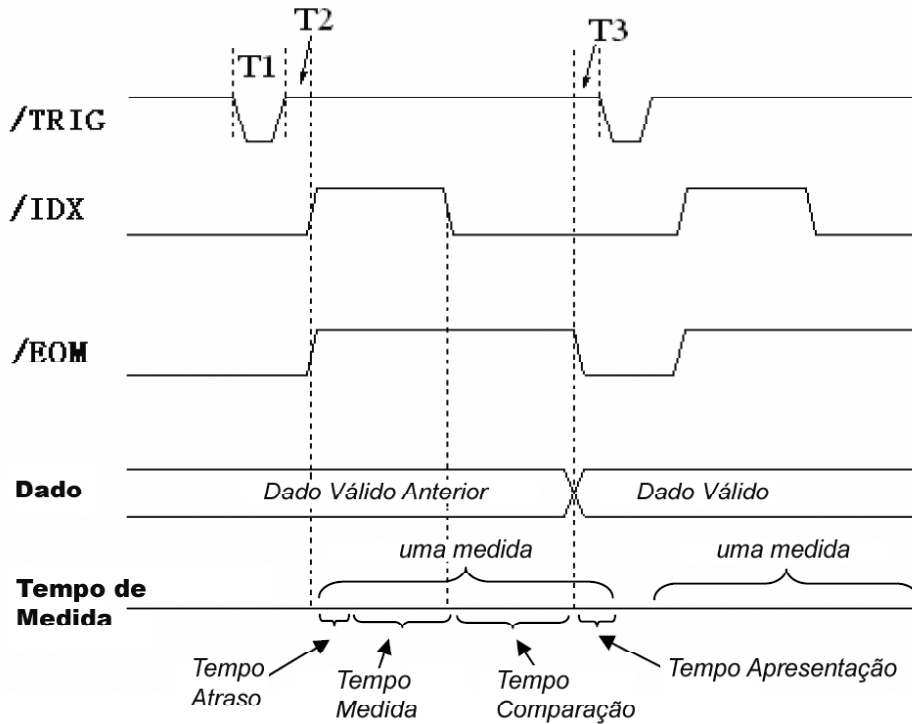 T2
T1
T3
/TRIG
/IDX
/EOM
Dado
Dado Válido Anterior
Dado Válido
uma medida
uma medida
Tempo de
Medida
Tempo
Atraso
Tempo
Medida
Tempo
Comparação
Tempo Apresentação